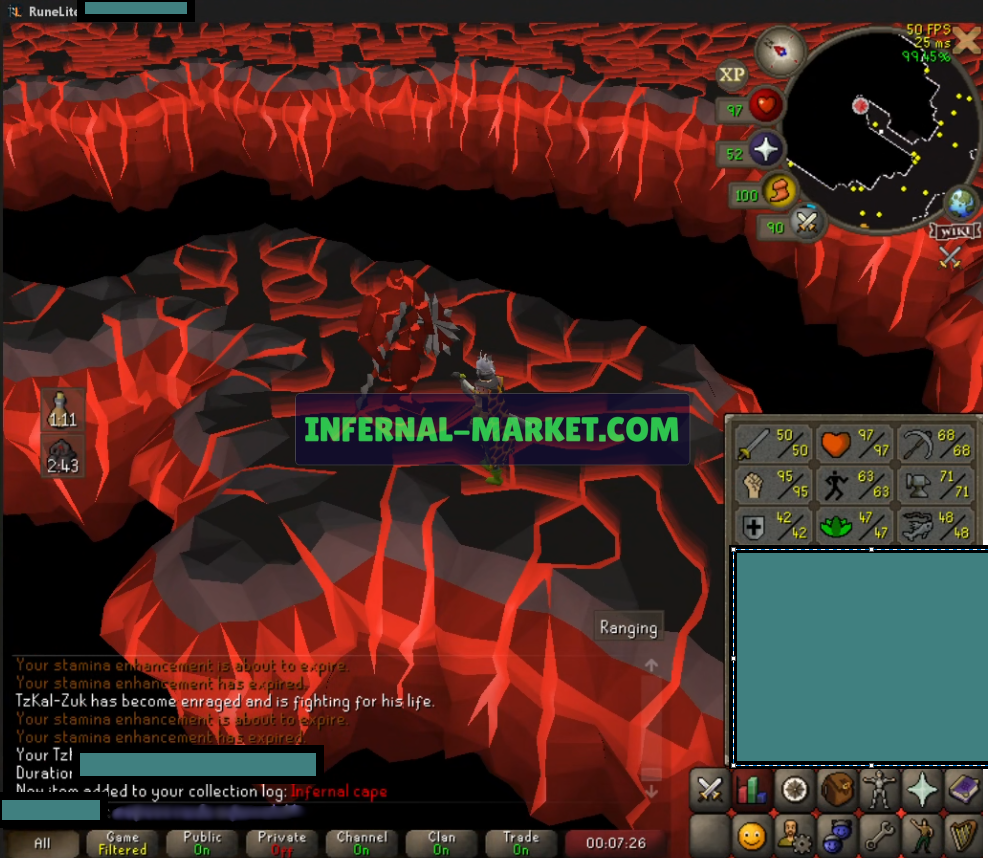 RuneLite
50 FPS
25 ms
99.45%
XP
97
52
100
WIKI
90
1:11
2:43
INFERNAL-MARKET.COM
50/50 97/97 68/68
95/95 63/63 71/71
42/42 47/47 48/48
Ranging
Your stamina enhancement is about to expire.
Your stamina enhancement has expired.
TzKal-Zuk has become enraged and is fighting for his life.
Your stamina enhancement is about to expire.
Your stamina enhancement has expired.
Your
Duration
New item added to your collection log: Infernal cape
All Game Filtered Public On Private Off Channel On Clan On Trade On 00:07:26